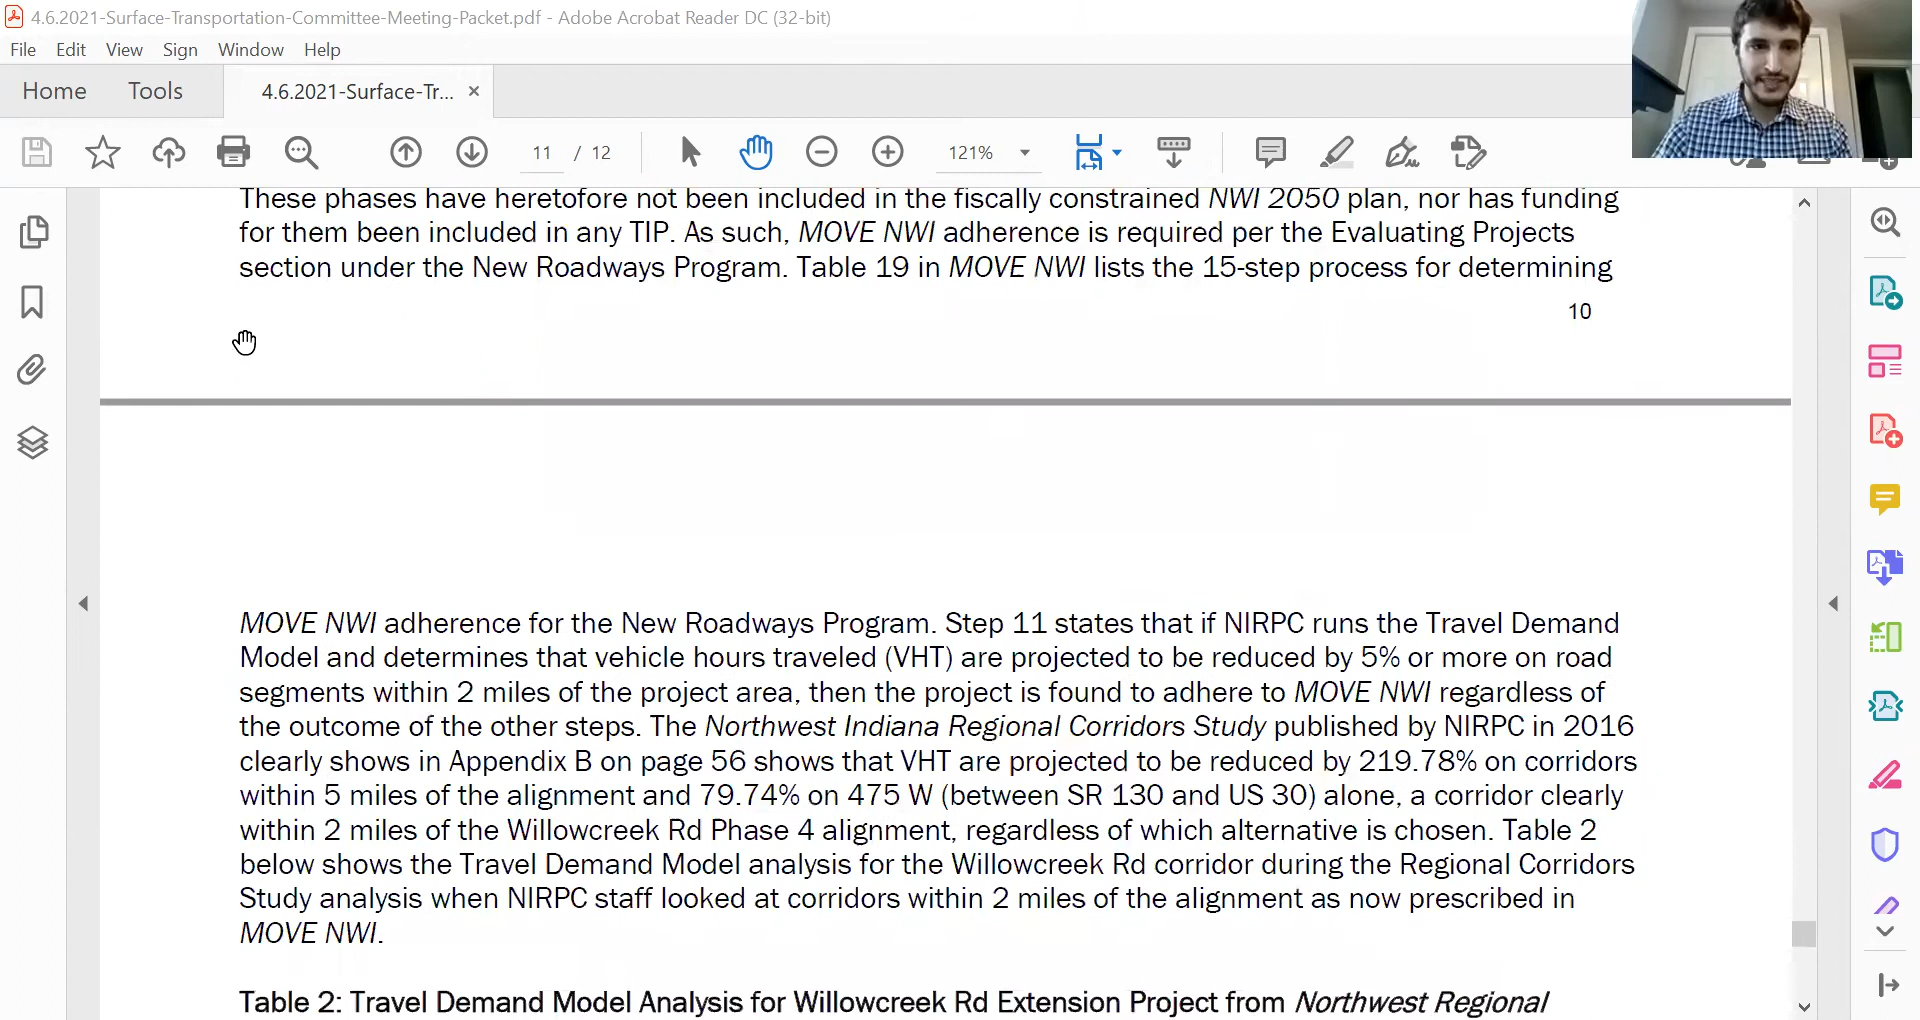 4.6.2021-Surface-Transportation-Committee-Meeting-Packet.pdf - Adobe Acrobat Reader DC (32-bit)
File Edit View Sign Window Help
Home Tools 4.6.2021-Surface-Tr... ×
11 / 12 121%
These phases have heretofore not been included in the fiscally constrained NWI 2050 plan, nor has funding
for them been included in any TIP. As such, MOVE NWI adherence is required per the Evaluating Projects
section under the New Roadways Program. Table 19 in MOVE NWI lists the 15-step process for determining
10
MOVE NWI adherence for the New Roadways Program. Step 11 states that if NIRPC runs the Travel Demand
Model and determines that vehicle hours traveled (VHT) are projected to be reduced by 5% or more on road
segments within 2 miles of the project area, then the project is found to adhere to MOVE NWI regardless of
the outcome of the other steps. The Northwest Indiana Regional Corridors Study published by NIRPC in 2016
clearly shows in Appendix B on page 56 shows that VHT are projected to be reduced by 219.78% on corridors
within 5 miles of the alignment and 79.74% on 475 W (between SR 130 and US 30) alone, a corridor clearly
within 2 miles of the Willowcreek Rd Phase 4 alignment, regardless of which alternative is chosen. Table 2
below shows the Travel Demand Model analysis for the Willowcreek Rd corridor during the Regional Corridors
Study analysis when NIRPC staff looked at corridors within 2 miles of the alignment as now prescribed in
MOVE NWI.
Table 2: Travel Demand Model Analysis for Willowcreek Rd Extension Project from Northwest Regional